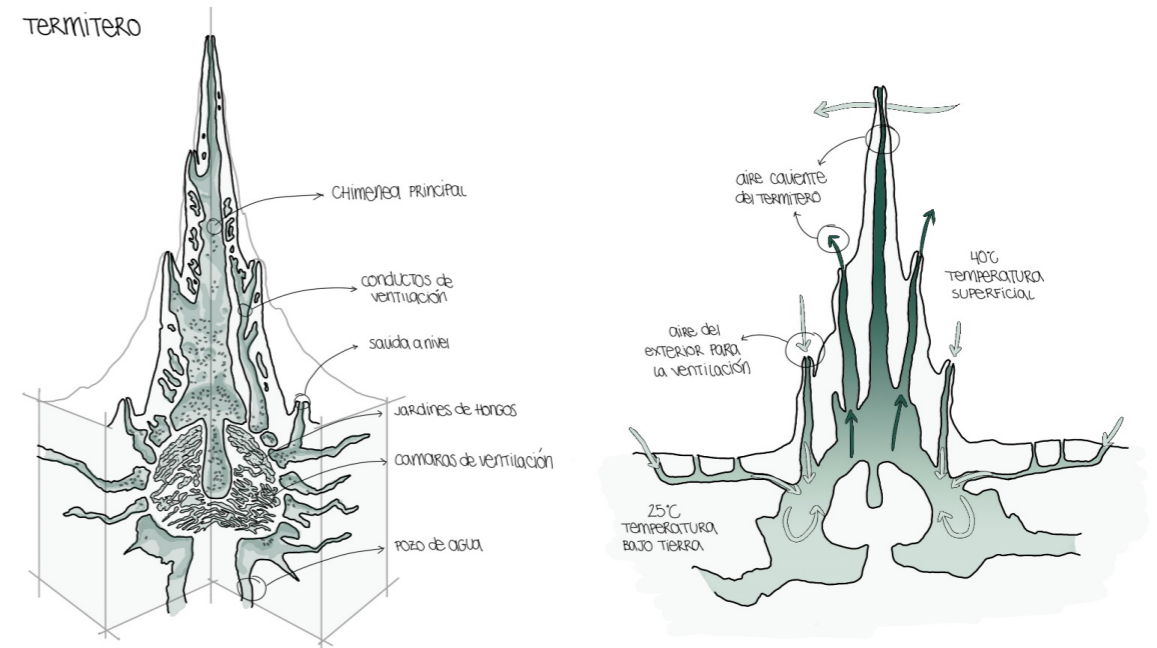 TERMITERO
CHIMENEA PRINCIPAL
CONDUCTOS DE
VENTILACIÓN
SALIDA A NIVEL
JARDINES DE HONGOS
CAMARAS DE VENTILACIÓN
POZO DE AGUA
AIRE CALIENTE
DEL TERMITERO
40°C
TEMPERATURA
SUPERFICIAL
AIRE DEL
EXTERIOR PARA
LA VENTILACIÓN
25°C
TEMPERATURA
BAJO TIERRA